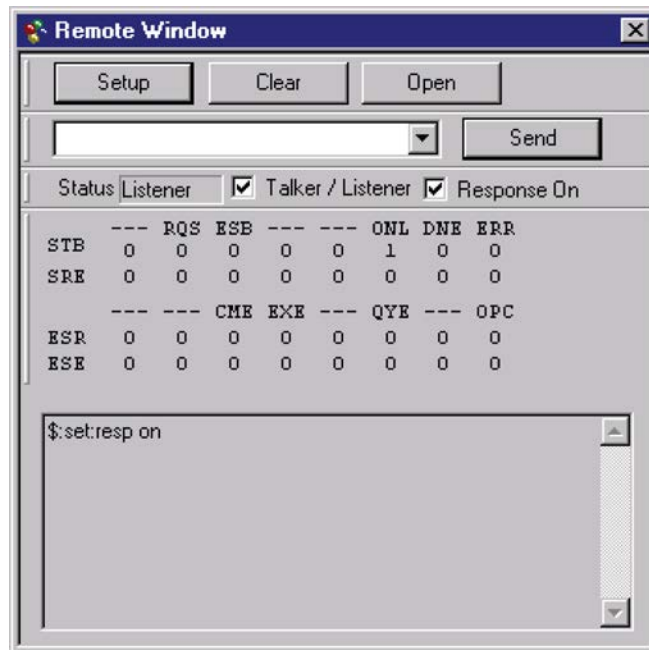 Remote Window
Setup Clear Open
Send
Status Listener Talker / Listener Response On
--- RQS ESB --- --- ONL DNE ERR
STB 0 0 0 0 0 1 0 0
SRE 0 0 0 0 0 0 0 0
--- --- CME EXE --- QYE --- OPC
ESR 0 0 0 0 0 0 0 0
ESE 0 0 0 0 0 0 0 0
$:set:resp on